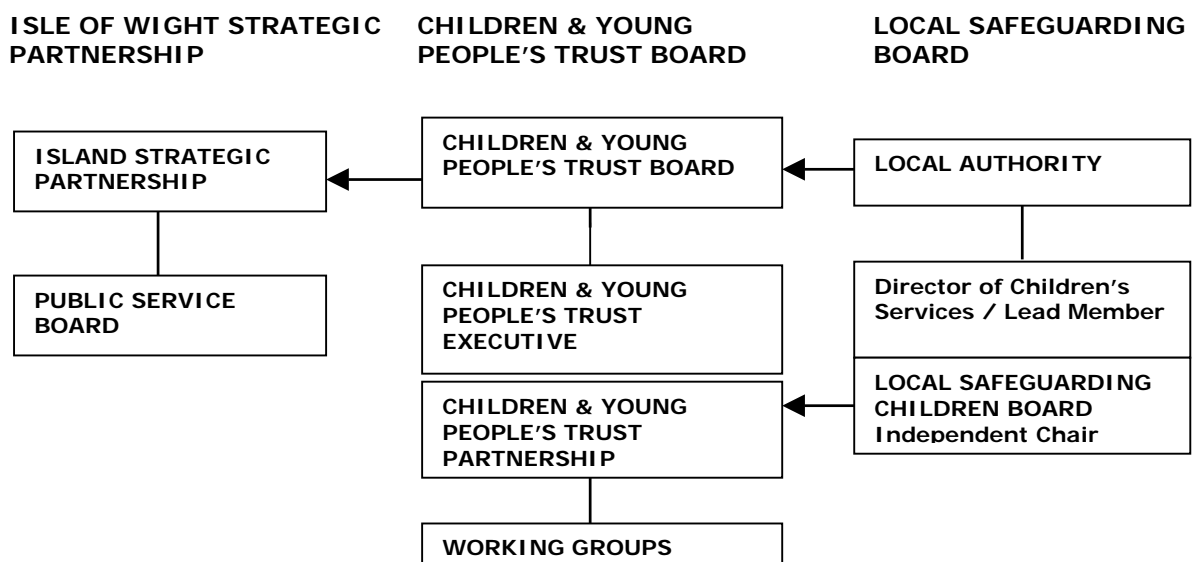 ISLE OF WIGHT STRATEGIC
PARTNERSHIP
CHILDREN & YOUNG
PEOPLE'S TRUST BOARD
LOCAL SAFEGUARDING
BOARD
ISLAND STRATEGIC
PARTNERSHIP
PUBLIC SERVICE
BOARD
CHILDREN & YOUNG
PEOPLE'S TRUST BOARD
CHILDREN & YOUNG
PEOPLE'S TRUST
EXECUTIVE
CHILDREN & YOUNG
PEOPLE'S TRUST
PARTNERSHIP
WORKING GROUPS
LOCAL AUTHORITY
Director of Children's
Services / Lead Member
LOCAL SAFEGUARDING
CHILDREN BOARD
Independent Chair